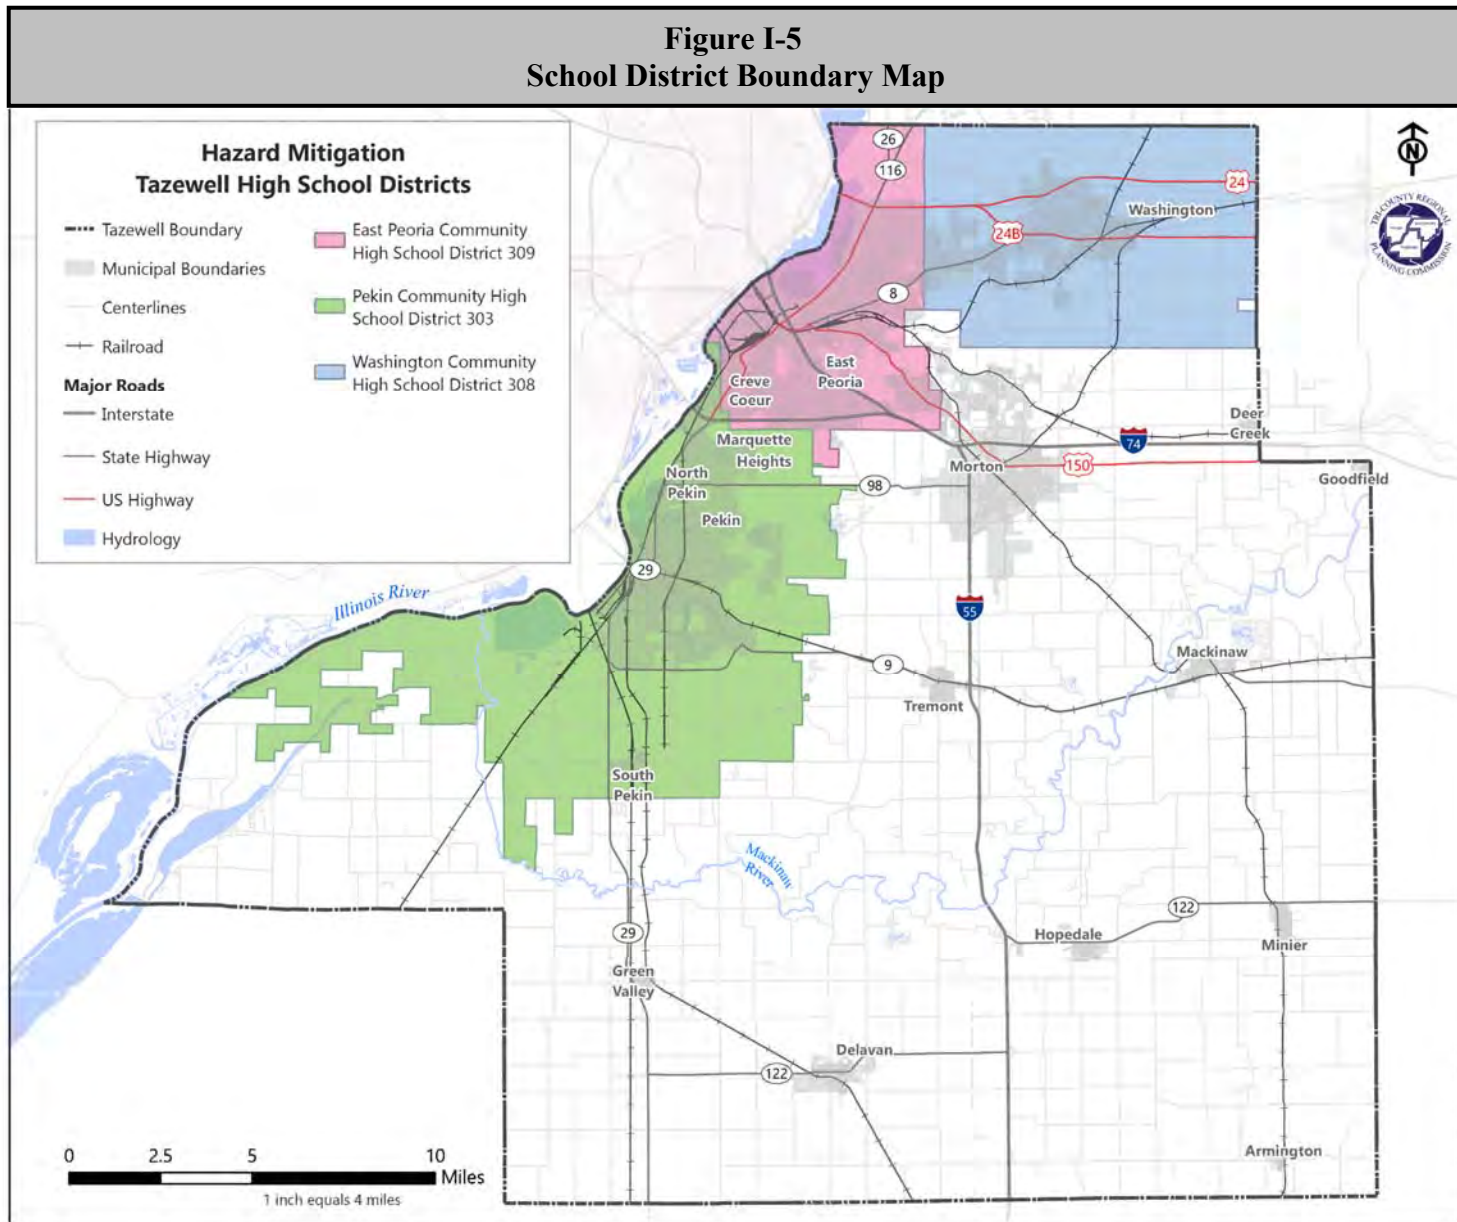 Figure I-5
School District Boundary Map
Hazard Mitigation
Tazewell High School Districts
Tazewell Boundary
Municipal Boundaries
Centerlines
Railroad
Major Roads
Interstate
State Highway
US Highway
Hydrology
East Peoria Community
High School District 309
Pekin Community High
School District 303
Washington Community
High School District 308
N
TRI-COUNTY REGIONAL
PLANNING COMMISSION
26
116
24
Washington
24B
8
East
Peoria
Creve
Coeur
Deer
Creek
74
Marquette
Heights
Morton
150
North
Pekin
98
Goodfield
Pekin
29
Illinois River
55
Mackinaw
9
Tremont
South
Pekin
Mackinaw
River
122
29
Hopedale
Minier
Green
Valley
Delavan
122
Armington
0 2.5 5 10
Miles
1 inch equals 4 miles